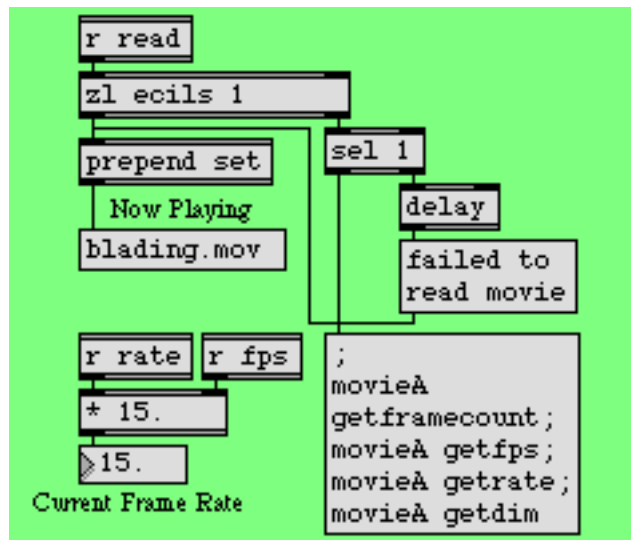 r read
zl ecils 1
prepend set
sel 1
Now Playing
delay
blading.mov
failed to
read movie
r rate
r fps
* 15.
15.
Current Frame Rate
;
movieA
getframecount;
movieA getfps;
movieA getrate;
movieA getdim